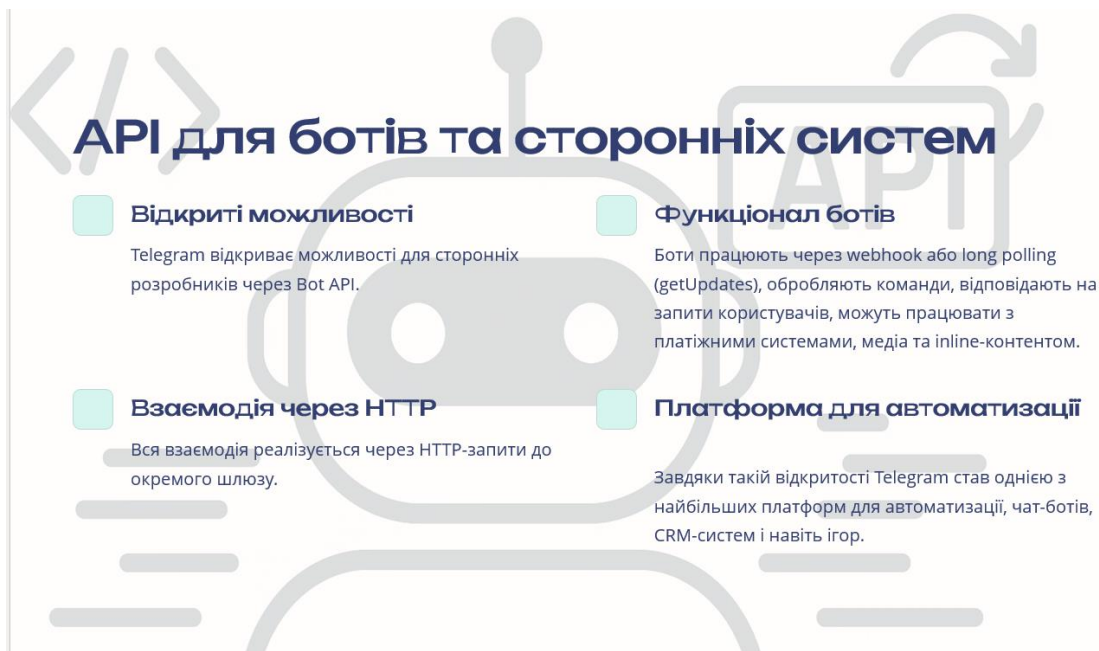 API для ботів та сторонніх систем
Відкриті можливості
Telegram відкриває можливості для сторонніх
розробників через Bot API.
Функціонал ботів
Боти працюють через webhook або long polling
(getUpdates), обробляють команди, відповідають на
запити користувачів, можуть працювати з
платіжними системами, медіа та inline-контентом.
Взаємодія через HTTP
Вся взаємодія реалізується через HTTP-запити до
окремого шлюзу.
Платформа для автоматизації
Завдяки такій відкритості Telegram став однією з
найбільших платформ для автоматизації, чат-ботів,
CRM-систем і навіть ігор.
API